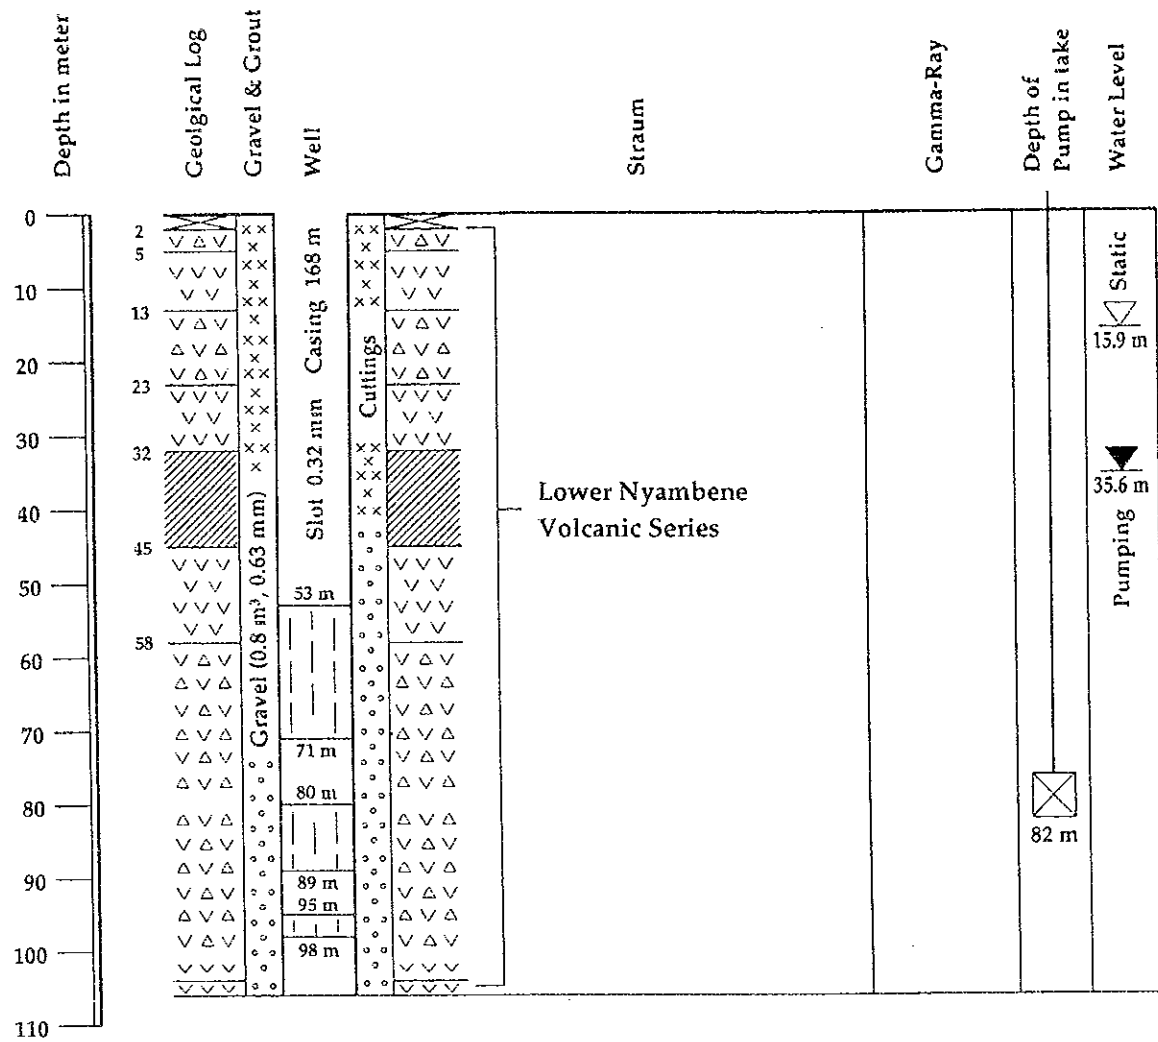 Depth in meter
Geolgical Log
Gravel & Grout
Well
Straum
Gamma-Ray
Depth of
Pump in take
Water Level
0
10
20
30
40
50
60
70
80
90
100
110
2
5
13
23
32
45
58
Gravel (0.8 m³, 0.63 mm)
Slot 0.32 mm Casing 168 m
53 m
71 m
80 m
89 m
95 m
98 m
Cuttings
Lower Nyambene
Volcanic Series
82 m
Static
15.9 m
35.6 m
Pumping